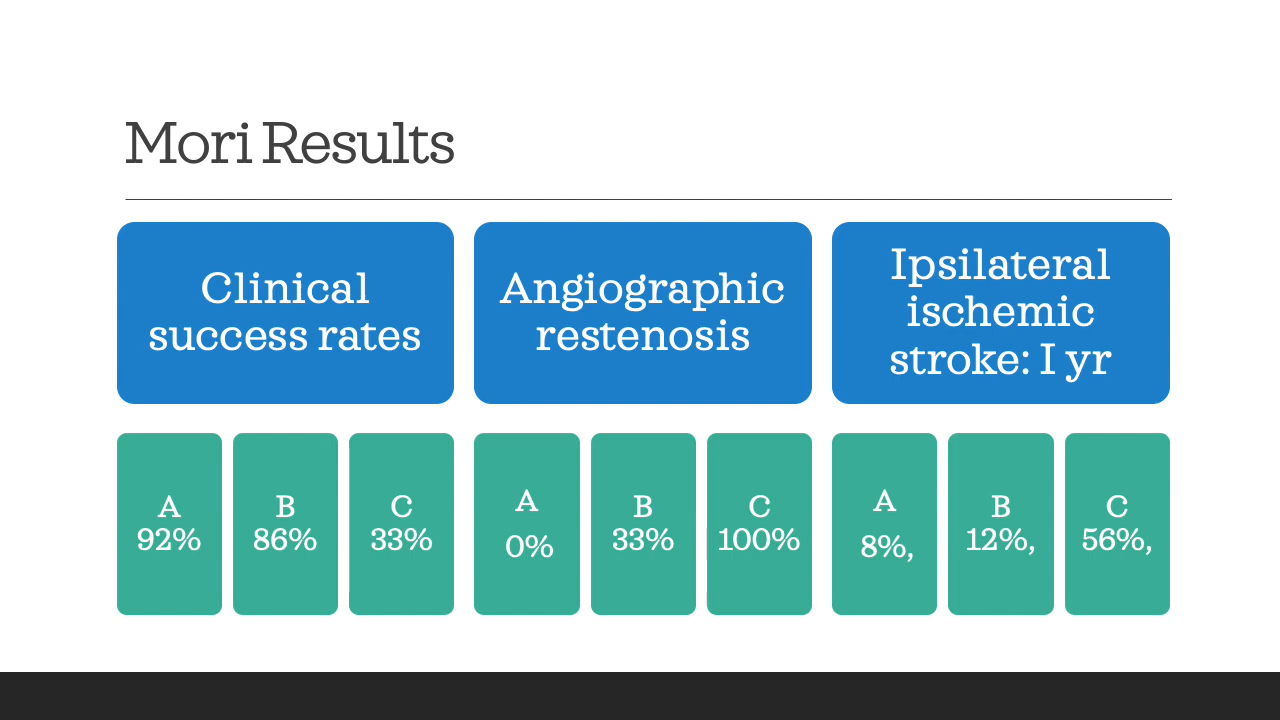 Mori Results
Clinical
success rates
Angiographic
restenosis
Ipsilateral
ischemic
stroke: I yr
A
92%
B
86%
C
33%
A
0%
B
33%
C
100%
A
8%,
B
12%,
C
56%,